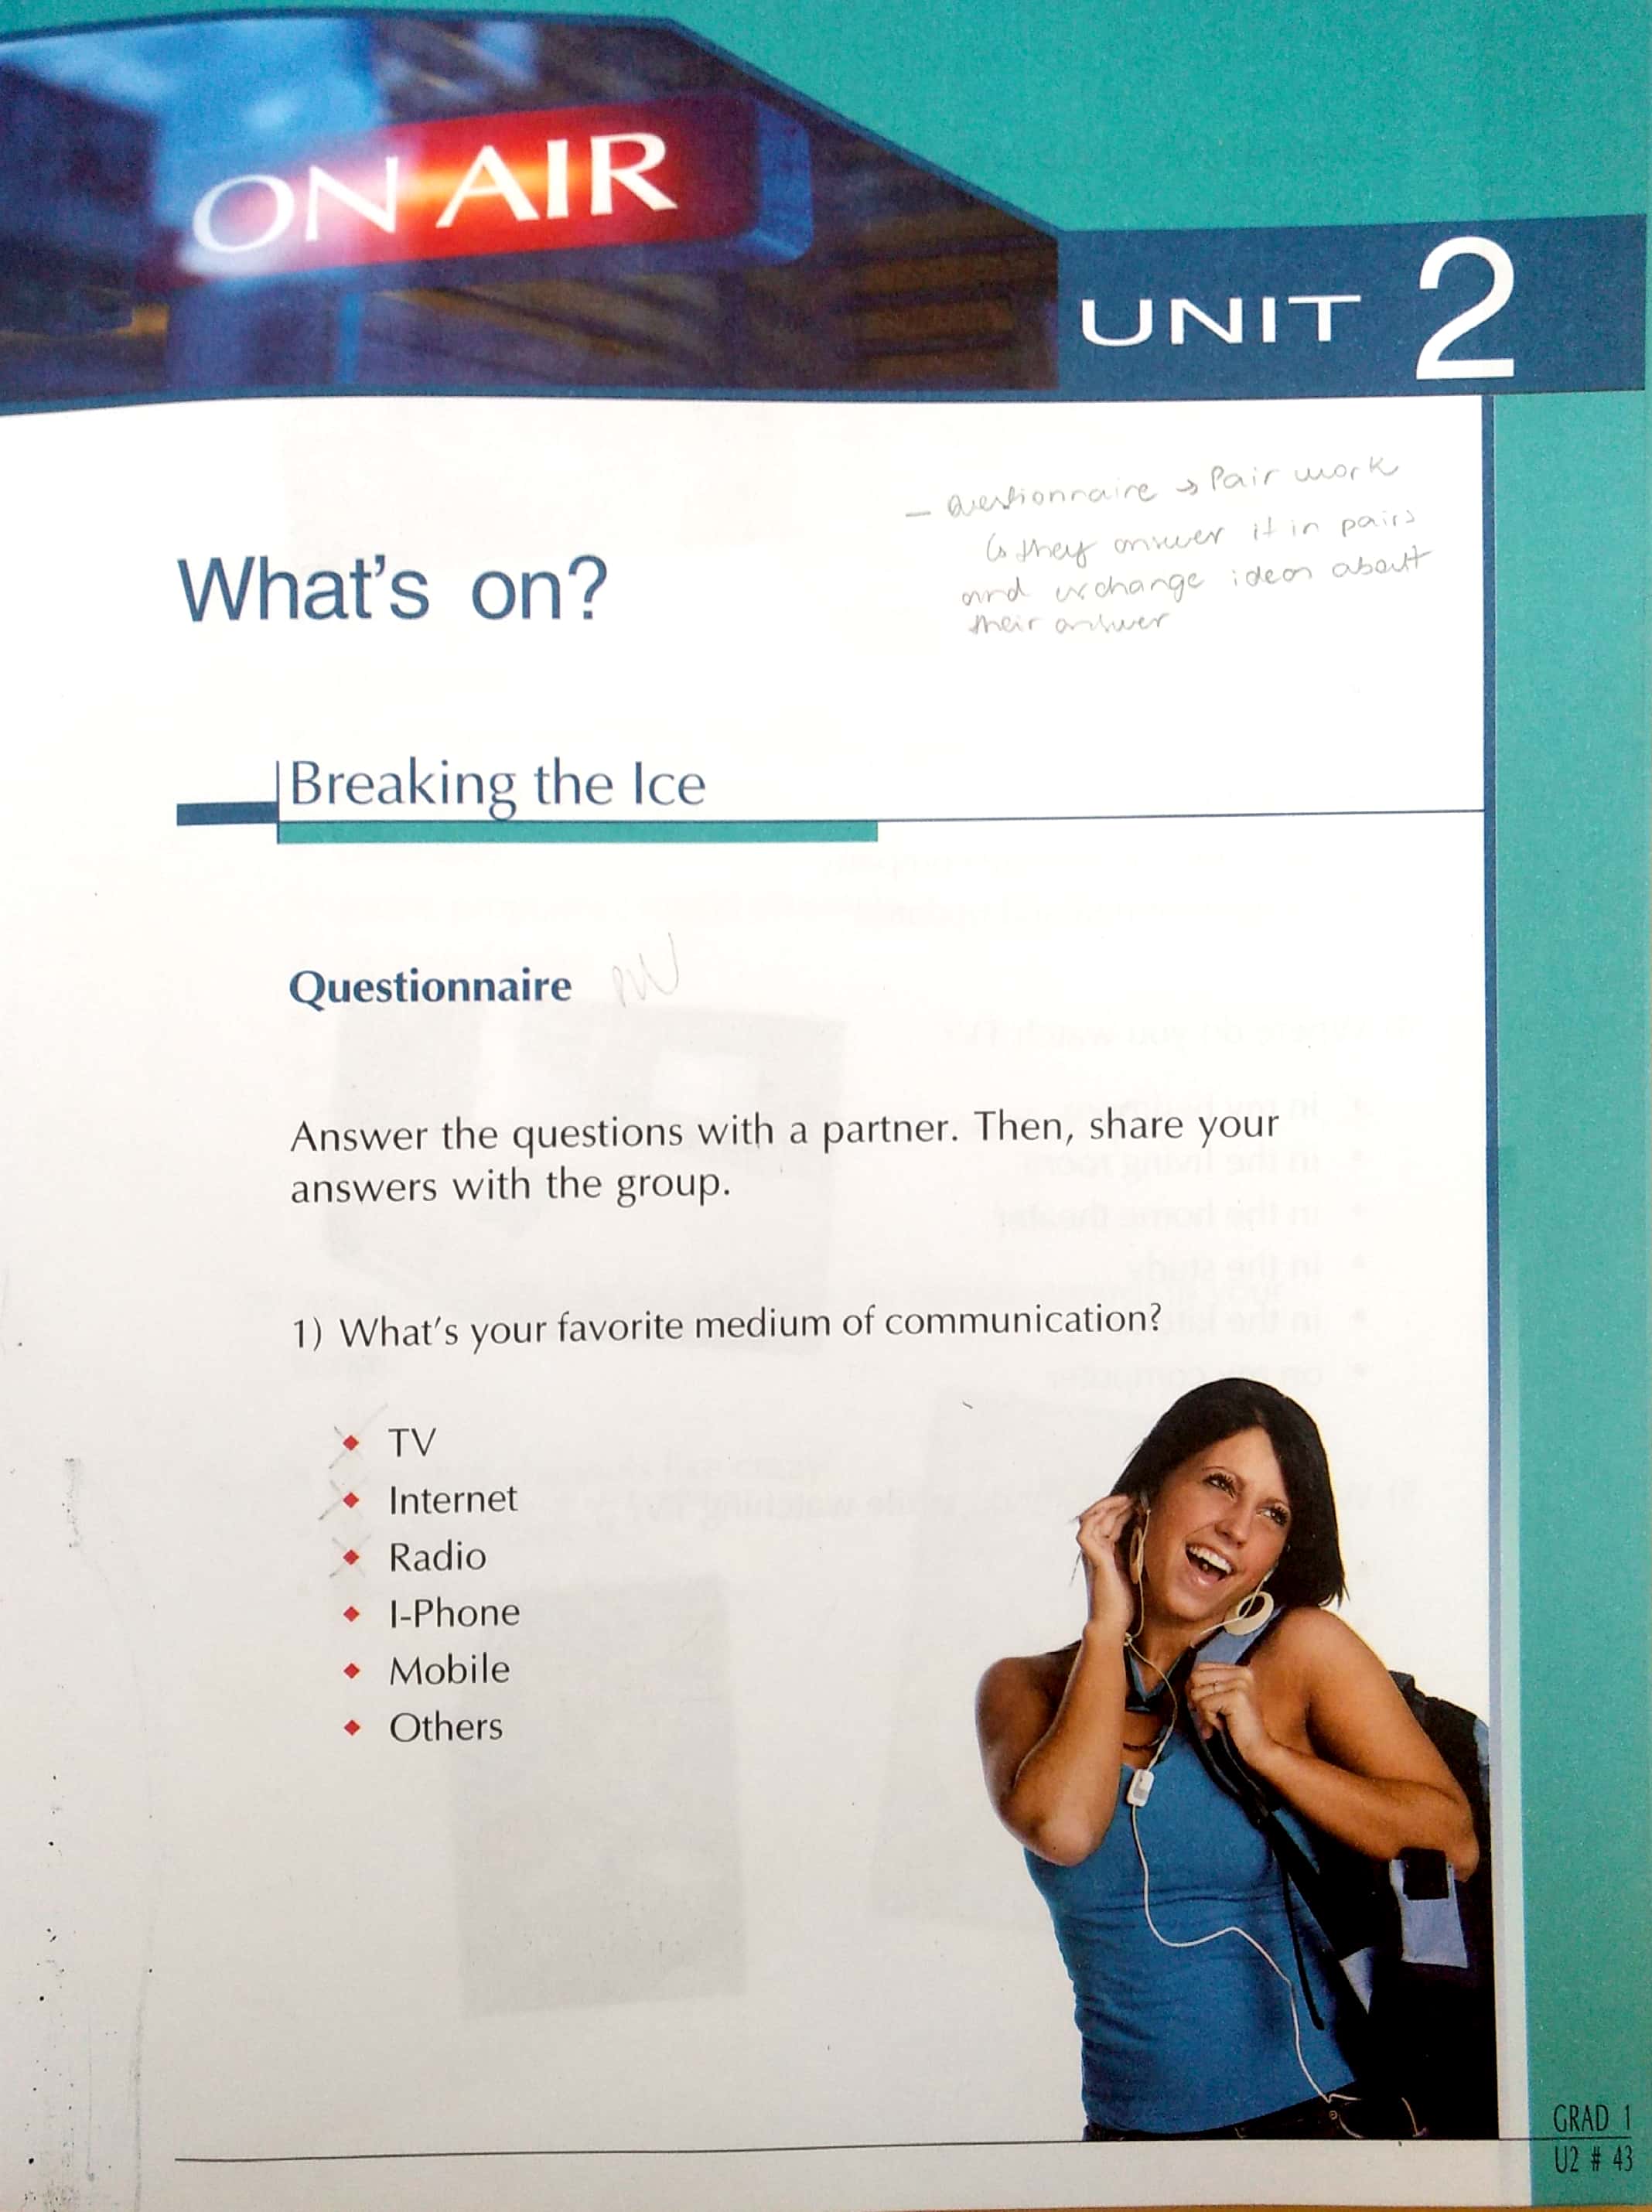 ON AIR
UNIT 2
– Questionnaire → Pair work
↳ they answer it in pairs
and exchange ideas about
their answer
What's on?
Breaking the Ice
Questionnaire PW
Answer the questions with a partner. Then, share your
answers with the group.
1) What's your favorite medium of communication?
TV
Internet
Radio
I-Phone
Mobile
Others
GRAD 1
U2 # 43